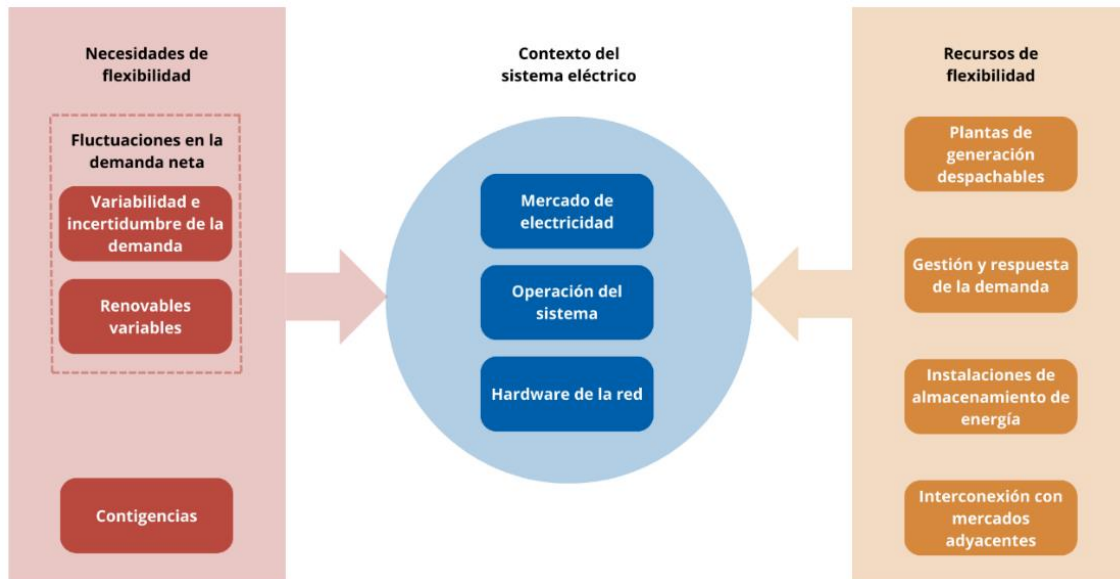 Necesidades de
flexibilidad
Fluctuaciones en la
demanda neta
Variabilidad e
incertidumbre de la
demanda
Renovables
variables
Contigencias
Contexto del
sistema eléctrico
Mercado de
electricidad
Operación del
sistema
Hardware de la red
Recursos de
flexibilidad
Plantas de
generación
despachables
Gestión y respuesta
de la demanda
Instalaciones de
almacenamiento de
energía
Interconexión con
mercados
adyacentes